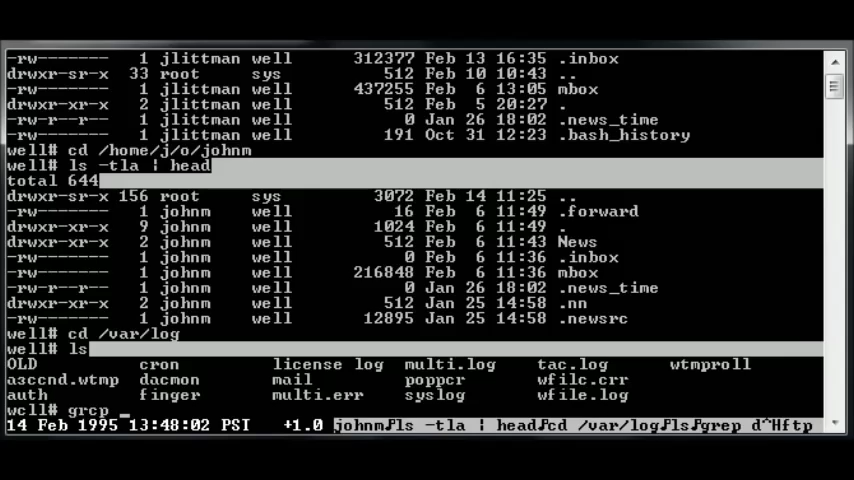 -rw-------   1 jlittman well      312377 Feb 13 16:35 .inbox
drwxr-sr-x  33 root     sys          512 Feb 10 10:43 ..
-rw-------   1 jlittman well      437255 Feb  6 13:05 mbox
drwxr-xr-x   2 jlittman well         512 Feb  5 20:27 .
-rw-r--r--   1 jlittman well           0 Jan 26 18:02 .news_time
-rw-------   1 jlittman well         191 Oct 31 12:23 .bash_history
well# cd /home/j/o/johnm
well# ls -tla ¦ head
total 644
drwxr-sr-x 156 root     sys         3072 Feb 14 11:25 ..
-rw-------   1 johnm    well          16 Feb  6 11:49 .forward
drwxr-xr-x   9 johnm    well        1024 Feb  6 11:49 .
drwxr-xr-x   2 johnm    well         512 Feb  6 11:43 News
-rw-------   1 johnm    well           0 Feb  6 11:36 .inbox
-rw-------   1 johnm    well      216848 Feb  6 11:36 mbox
-rw-r--r--   1 johnm    well           0 Jan 26 18:02 .news_time
drwxr-xr-x   2 johnm    well         512 Jan 25 14:58 .nn
-rw-------   1 johnm    well       12895 Jan 25 14:58 .newsrc
well# cd /var/log
well# ls
OLD cron license log multi.log tac.log wtmproll
a3ccnd.wtmp dacmon mail poppcr wfilc.crr
auth finger multi.err syslog wfile.log
wcll# grcp _
14 Feb 1995 13:48:02 PSI +1.0 johnm♬ls -tla ¦ head♬cd /var/log♬ls♬grep d^Hftp